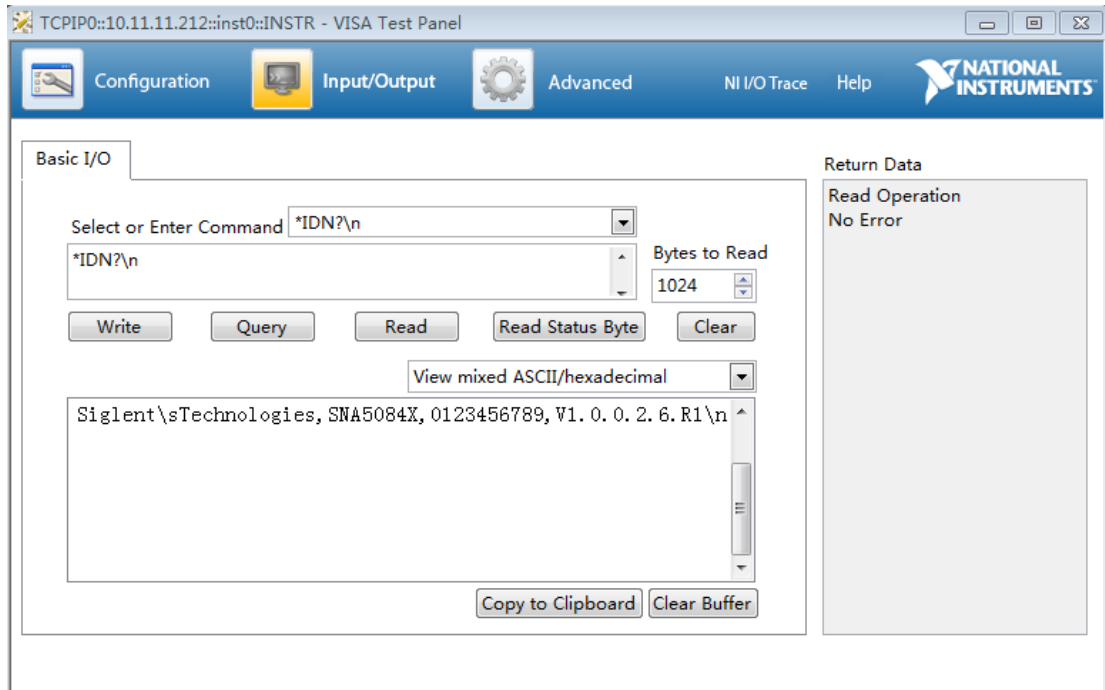 TCPIP0::10.11.11.212::inst0::INSTR - VISA Test Panel
Configuration Input/Output Advanced NI I/O Trace Help NATIONAL INSTRUMENTS
Basic I/O
Select or Enter Command *IDN?\n
*IDN?\n
Bytes to Read
1024
Write Query Read Read Status Byte Clear
View mixed ASCII/hexadecimal
Siglent\sTechnologies,SNA5084X,0123456789,V1.0.0.2.6.R1\n
Copy to Clipboard Clear Buffer
Return Data
Read Operation
No Error